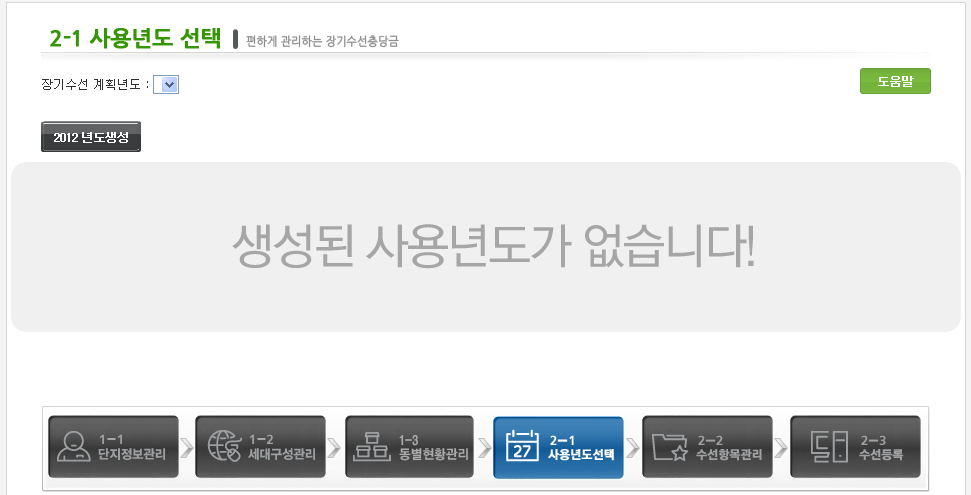 2-1 사용년도 선택 편하게 관리하는 장기수선충당금
장기수선 계획년도 :
도움말
2012 년도생성
생성된 사용년도가 없습니다!
1-1
단지정보관리
1-2
세대구성관리
1-3
동별현황관리
27
2-1
사용년도선택
2-2
수선항목관리
2-3
수선등록